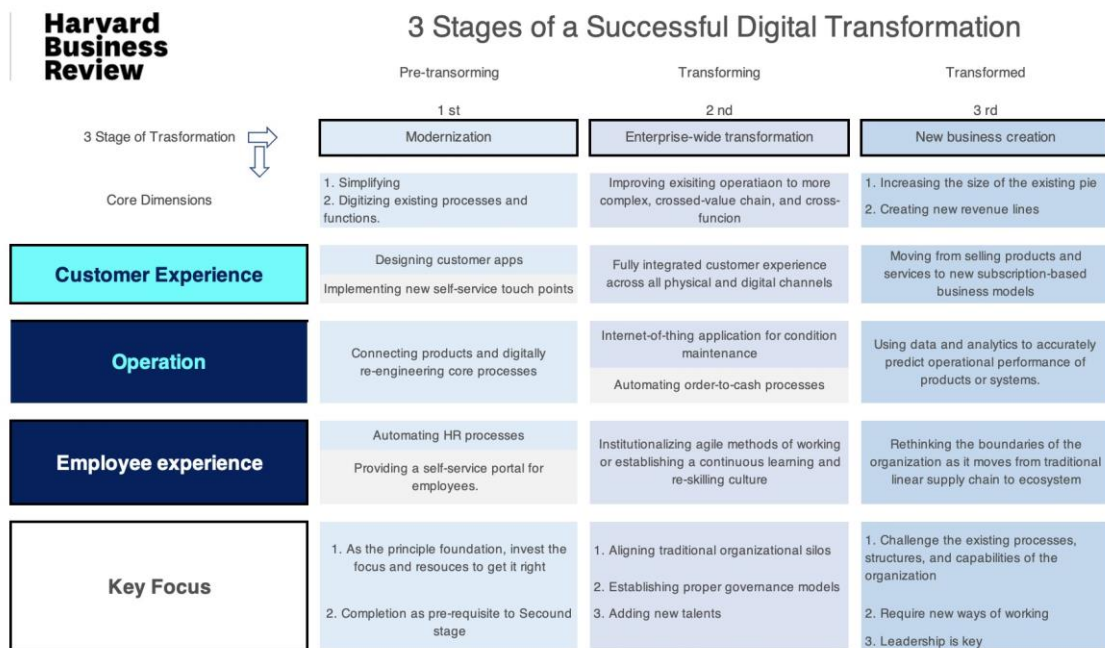 Harvard
Business
Review
3 Stages of a Successful Digital Transformation
Pre-transorming
Transforming
Transformed
1 st
2 nd
3 rd
3 Stage of Trasformation
Modernization
Enterprise-wide transformation
New business creation
Core Dimensions
1. Simplifying
2. Digitizing existing processes and
functions.
Improving exisiting operatiaon to more
complex, crossed-value chain, and cross-
funcion
1. Increasing the size of the existing pie
2. Creating new revenue lines
Customer Experience
Designing customer apps
Implementing new self-service touch points
Fully integrated customer experience
across all physical and digital channels
Moving from selling products and
services to new subscription-based
business models
Operation
Connecting products and digitally
re-engineering core processes
Internet-of-thing application for condition
maintenance
Automating order-to-cash processes
Using data and analytics to accurately
predict operational performance of
products or systems.
Employee experience
Automating HR processes
Providing a self-service portal for
employees.
Institutionalizing agile methods of working
or establishing a continuous learning and
re-skilling culture
Rethinking the boundaries of the
organization as it moves from traditional
linear supply chain to ecosystem
Key Focus
1. As the principle foundation, invest the
focus and resouces to get it right
2. Completion as pre-requisite to Secound
stage
1. Aligning traditional organizational silos
2. Establishing proper governance models
3. Adding new talents
1. Challenge the existing processes,
structures, and capabilities of the
organization
2. Require new ways of working
3. Leadership is key